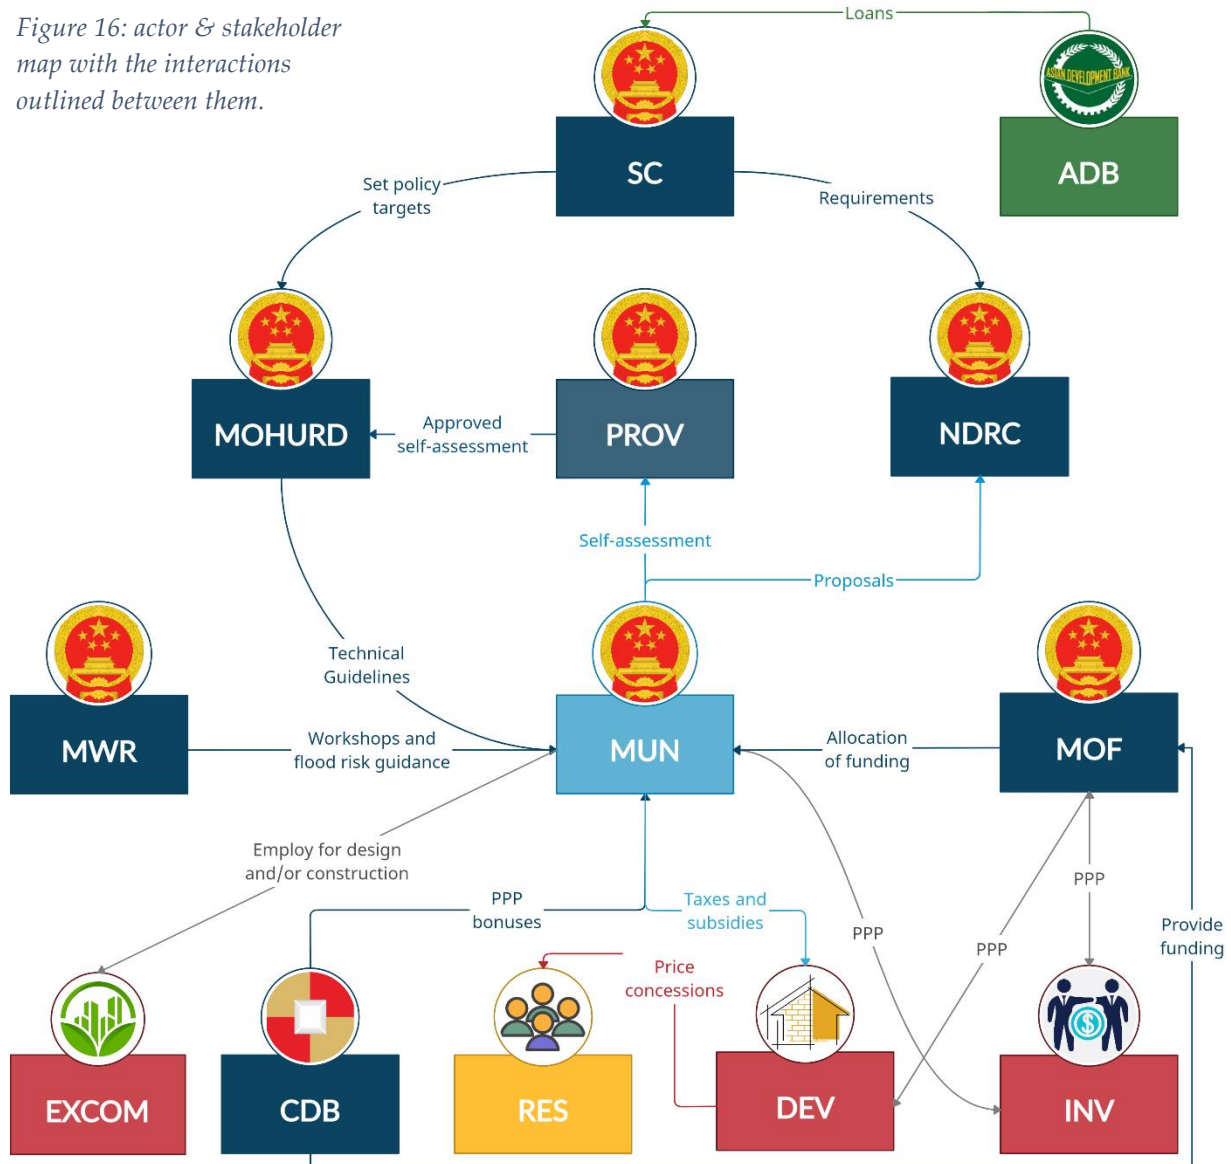 Figure 16: actor & stakeholder
map with the interactions
outlined between them.
Loans
ASIAN DEVELOPMENT BANK
SC
ADB
Set policy
targets
Requirements
MOHURD
Approved
self-assessment
PROV
NDRC
Self-assessment
Proposals
Technical
Guidelines
MWR
Workshops and
flood risk guidance
MUN
Allocation
of funding
MOF
Employ for design
and/or construction
PPP
bonuses
Taxes and
subsidies
PPP
PPP
PPP
Provide
funding
Price
concessions
$
EXCOM
CDB
RES
DEV
INV